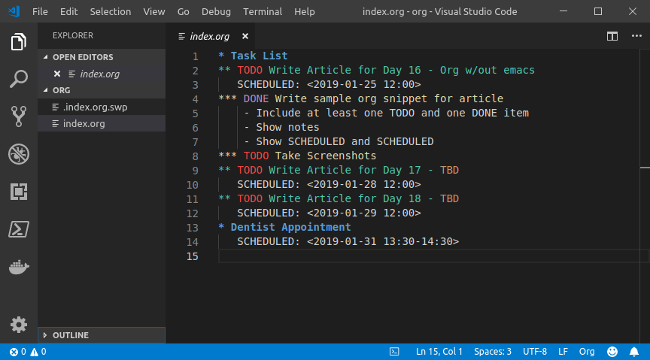 File Edit Selection View Go Debug Terminal Help index.org - org - Visual Studio Code
EXPLORER
OPEN EDITORS
index.org
ORG
.index.org.swp
index.org
OUTLINE
index.org
1 * Task List
2 ** TODO Write Article for Day 16 - Org w/out emacs
3 SCHEDULED: <2019-01-25 12:00>
4 *** DONE Write sample org snippet for article
5 - Include at least one TODO and one DONE item
6 - Show notes
7 - Show SCHEDULED and SCHEDULED
8 *** TODO Take Screenshots
9 ** TODO Write Article for Day 17 - TBD
10 SCHEDULED: <2019-01-28 12:00>
11 ** TODO Write Article for Day 18 - TBD
12 SCHEDULED: <2019-01-29 12:00>
13 * Dentist Appointment
14 SCHEDULED: <2019-01-31 13:30-14:30>
15
0 0 Ln 15, Col 1 Spaces: 3 UTF-8 LF Org